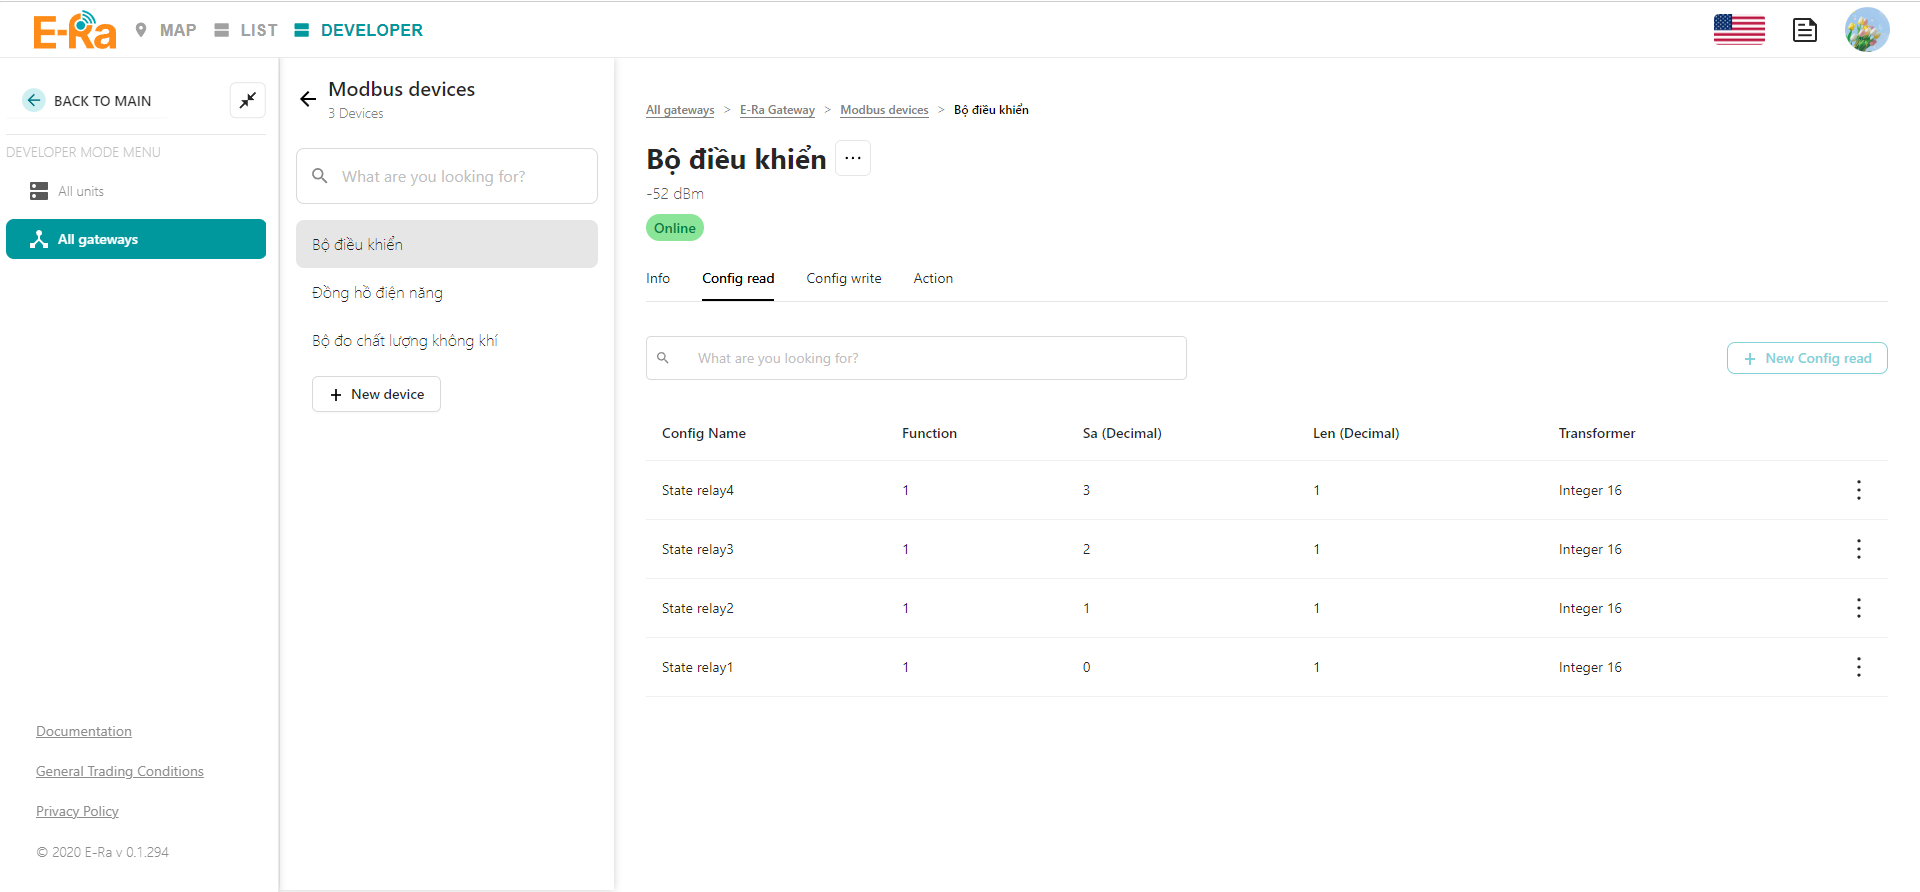 E-Ra MAP LIST DEVELOPER
BACK TO MAIN
DEVELOPER MODE MENU
All units
All gateways
Documentation
General Trading Conditions
Privacy Policy
© 2020 E-Ra v 0.1.294
Modbus devices
3 Devices
What are you looking for?
Bộ điều khiển
Đồng hồ điện năng
Bộ đo chất lượng không khí
+ New device
All gateways > E-Ra Gateway > Modbus devices > Bộ điều khiển
Bộ điều khiển ...
-52 dBm
Online
Info Config read Config write Action
What are you looking for? + New Config read
Config Name Function Sa (Decimal) Len (Decimal) Transformer
State relay4 1 3 1 Integer 16
State relay3 1 2 1 Integer 16
State relay2 1 1 1 Integer 16
State relay1 1 0 1 Integer 16